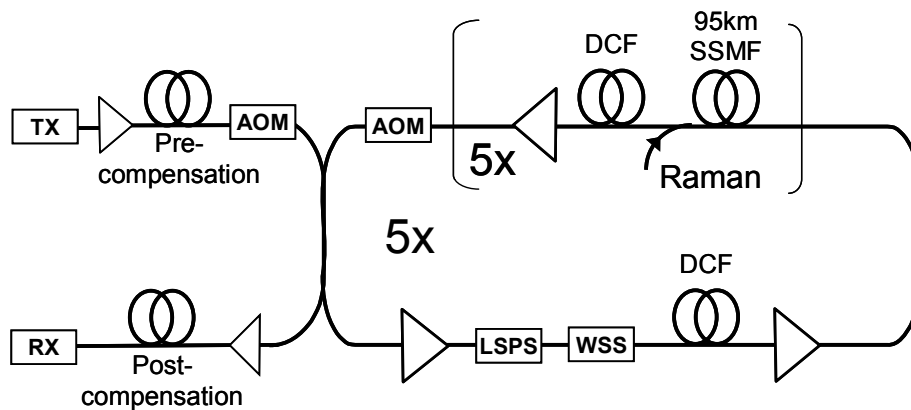 95km
DCF SSMF
TX
AOM
AOM
Pre-
compensation
5x
Raman
5x
DCF
RX
LSPS
WSS
Post-
compensation